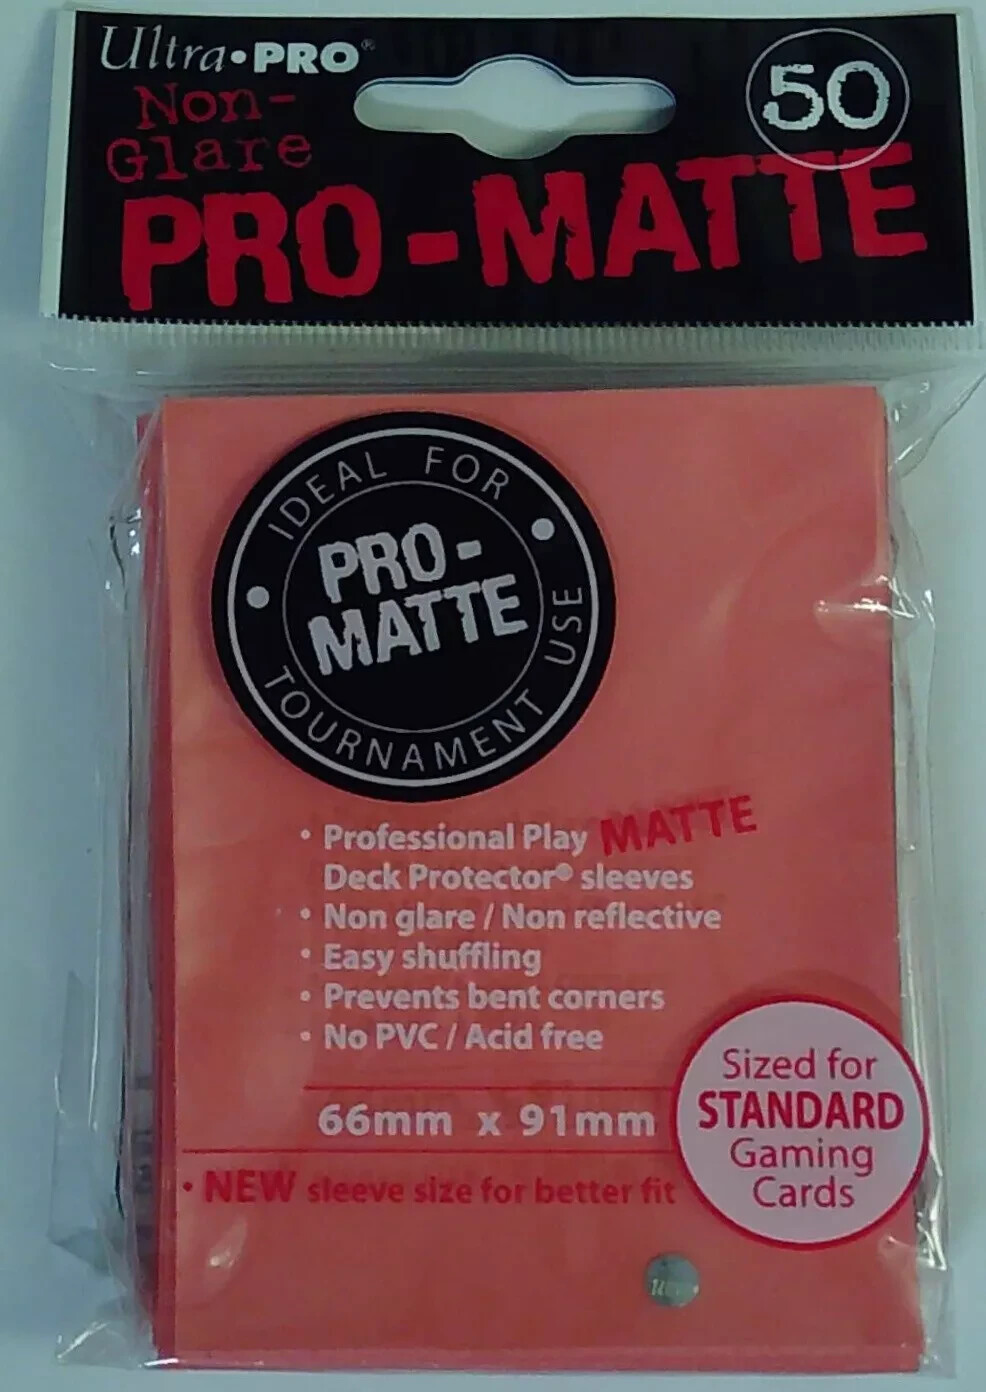 Ultra•PRO®
50
Non-
Glare
PRO-MATTE
IDEAL FOR
TOURNAMENT USE
PRO-
MATTE
• Professional Play MATTE
Deck Protector® sleeves
• Non glare / Non reflective
• Easy shuffling
• Prevents bent corners
• No PVC / Acid free
66mm x 91mm
• NEW sleeve size for better fit
Sized for
STANDARD
Gaming
Cards